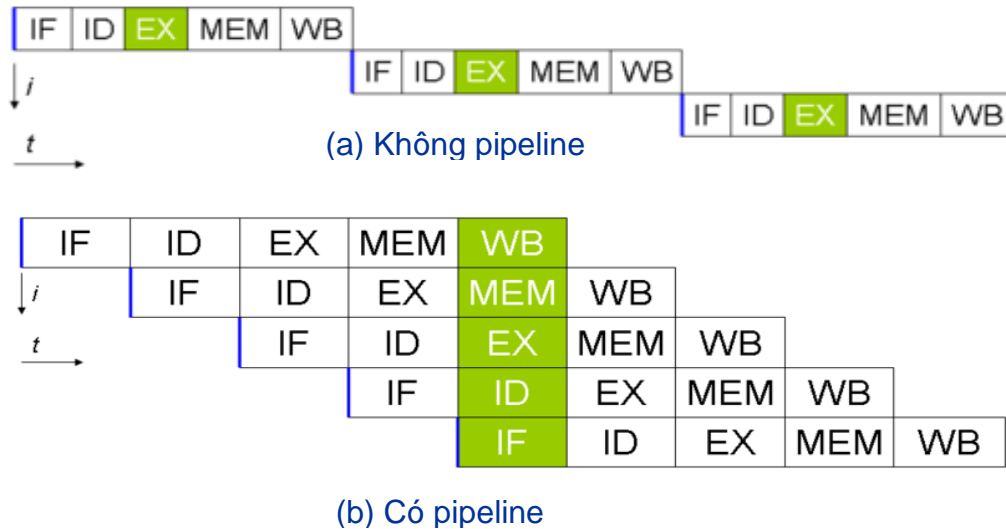 IF ID EX MEM WB
IF ID EX MEM WB
IF ID EX MEM WB
i
t
(a) Không pipeline
IF ID EX MEM WB
IF ID EX MEM WB
IF ID EX MEM WB
IF ID EX MEM WB
IF ID EX MEM WB
i
t
(b) Có pipeline